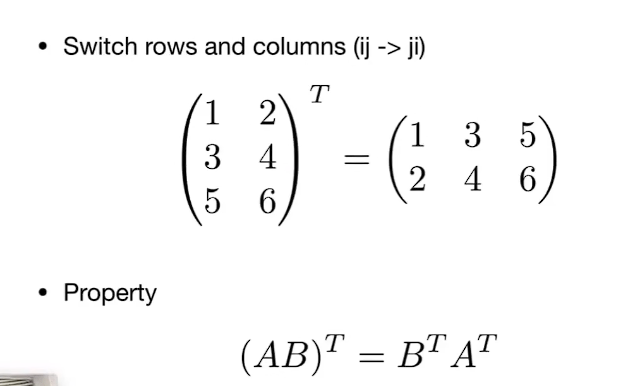 • Switch rows and columns (ij -> ji)
(1 2
3 4
5 6)^T = (1 3 5
2 4 6)
• Property
(AB)^T = B^T A^T